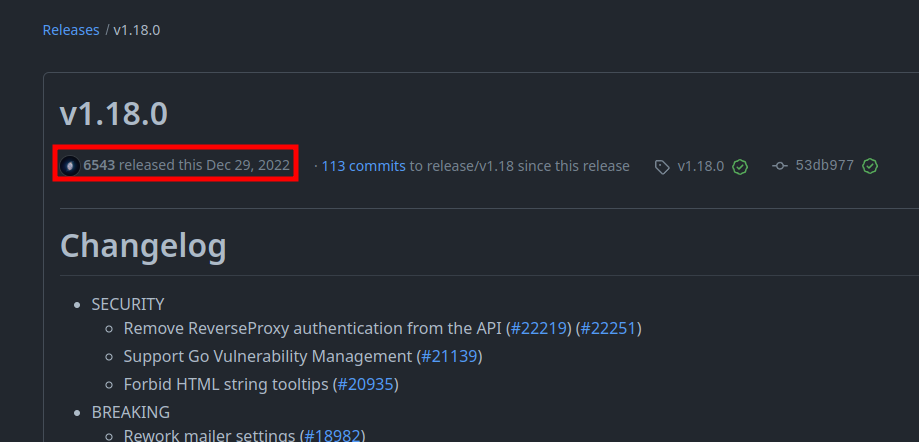 Releases / v1.18.0
v1.18.0
6543 released this Dec 29, 2022 · 113 commits to release/v1.18 since this release v1.18.0 53db977
Changelog
• SECURITY
◦ Remove ReverseProxy authentication from the API (#22219) (#22251)
◦ Support Go Vulnerability Management (#21139)
◦ Forbid HTML string tooltips (#20935)
• BREAKING
◦ Rework mailer settings (#18982)